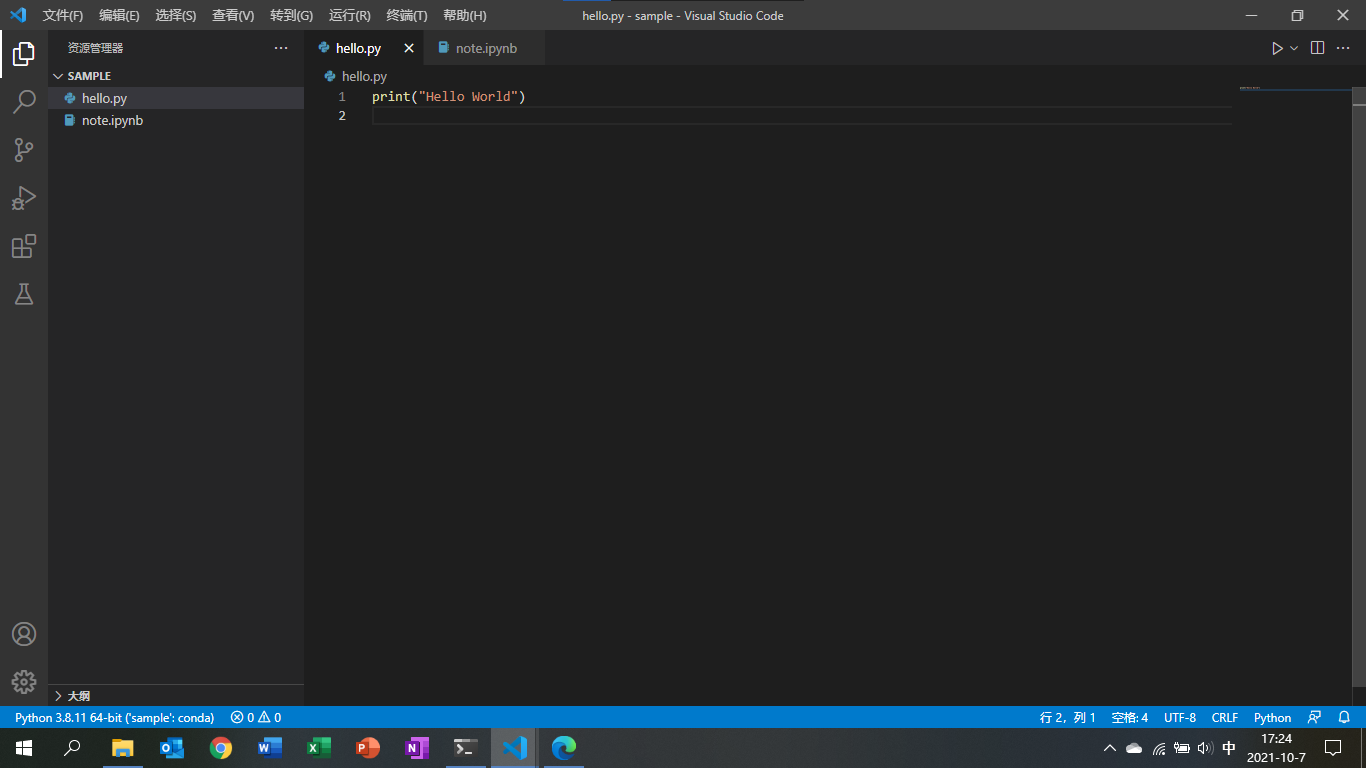 文件(F) 编辑(E) 选择(S) 查看(V) 转到(G) 运行(R) 终端(T) 帮助(H) hello.py - sample - Visual Studio Code
资源管理器
SAMPLE
hello.py
note.ipynb
大纲
hello.py note.ipynb
hello.py
1 print("Hello World")
2
Python 3.8.11 64-bit ('sample': conda) 0 0 行 2，列 1 空格: 4 UTF-8 CRLF Python
中 17:24
2021-10-7